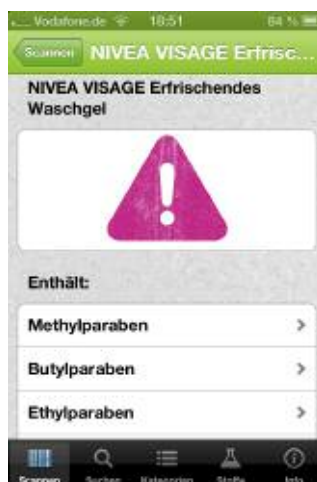 Vodafone.de 18:51 84 %
Scannen NIVEA VISAGE Erfrisc...
NIVEA VISAGE Erfrischendes
Waschgel
Enthält:
Methylparaben
Butylparaben
Ethylparaben
Scannen Suchen Kategorien Stoffe Info